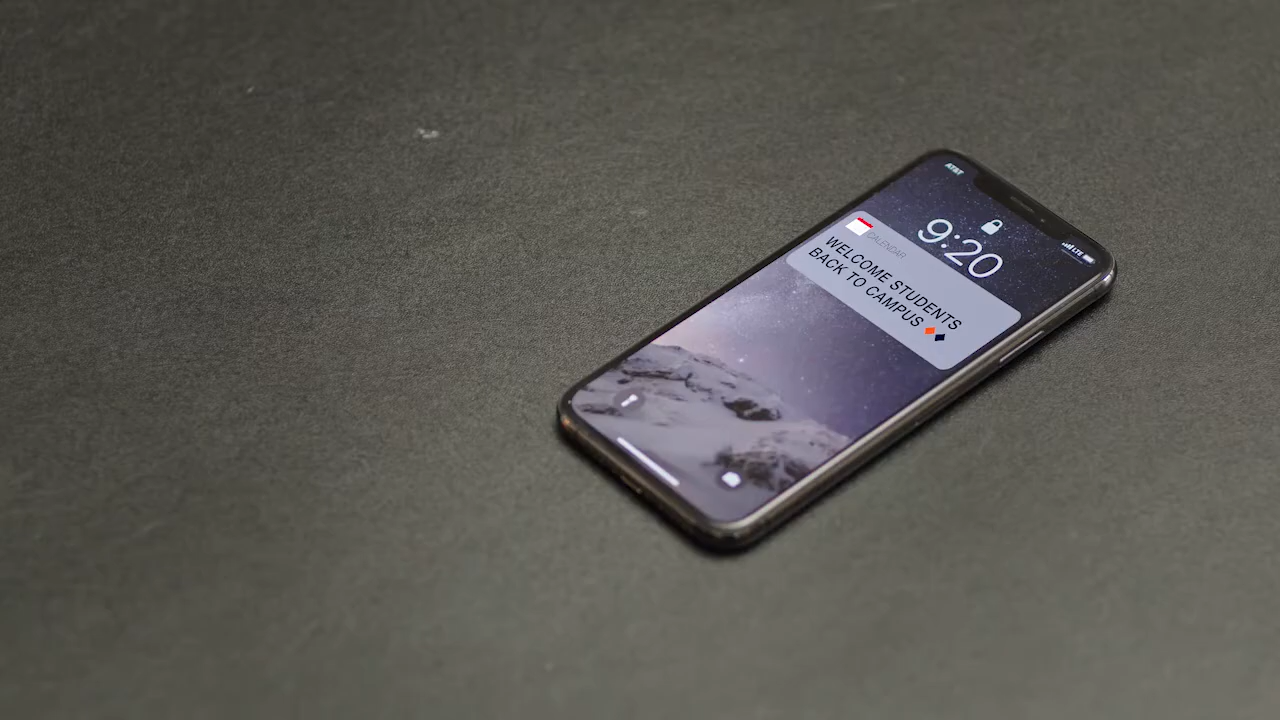 AT&T
LTE
9:20
CALENDAR
WELCOME STUDENTS
BACK TO CAMPUS 🔸🔹